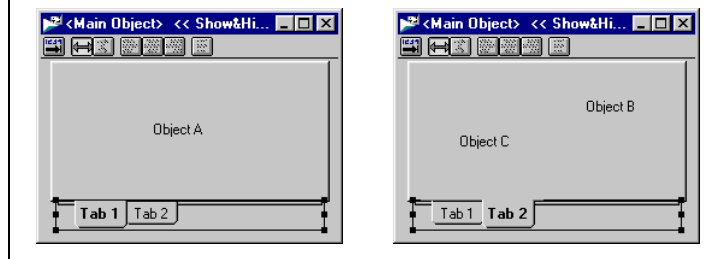 <Main Object>  << Show&Hi...
Object A
Tab 1 Tab 2
<Main Object>  << Show&Hi...
Object B
Object C
Tab 1 Tab 2